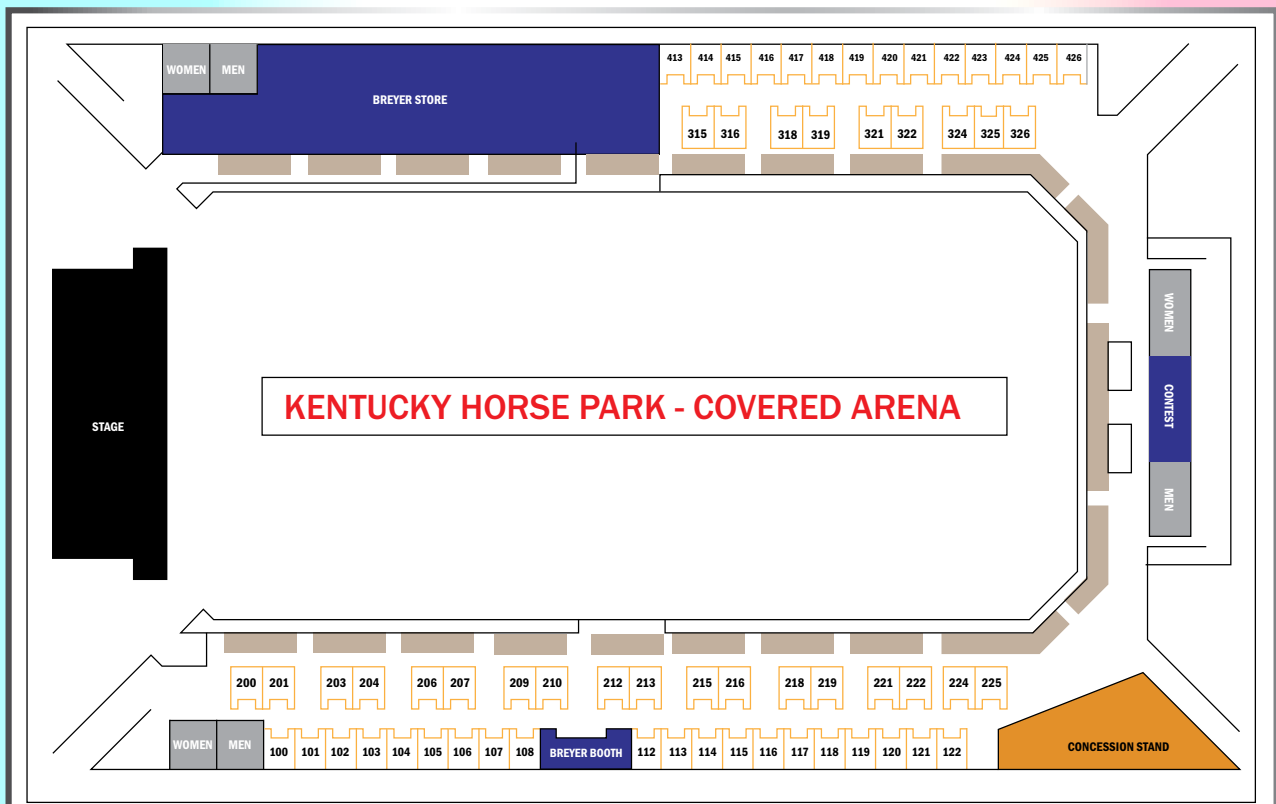 WOMEN MEN
BREYER STORE
413 414 415 416 417 418 419 420 421 422 423 424 425 426
315 316 318 319 321 322 324 325 326
STAGE
KENTUCKY HORSE PARK - COVERED ARENA
WOMEN
CONTEST
MEN
200 201 203 204 206 207 209 210 212 213 215 216 218 219 221 222 224 225
WOMEN MEN
100 101 102 103 104 105 106 107 108
BREYER BOOTH
112 113 114 115 116 117 118 119 120 121 122
CONCESSION STAND